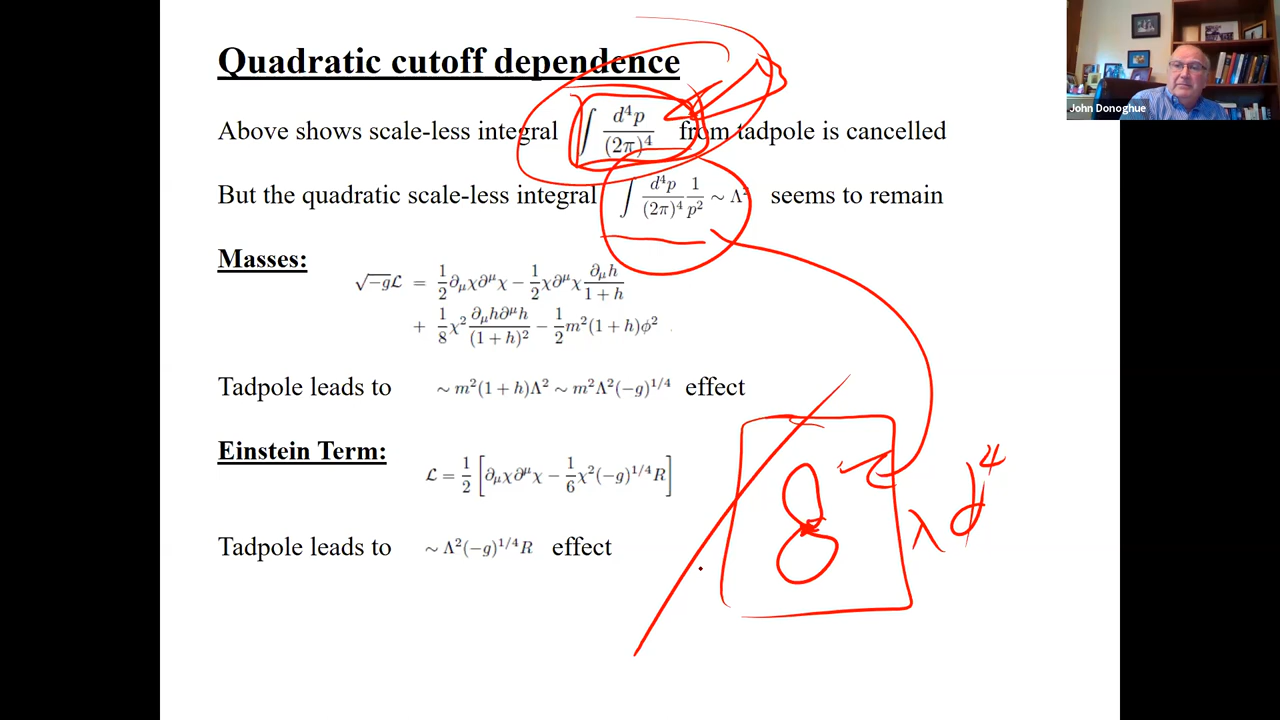 Quadratic cutoff dependence
John Donoghue
Above shows scale-less integral ∫ d⁴p/(2π)⁴ from tadpole is cancelled
But the quadratic scale-less integral ∫ d⁴p/(2π)⁴ 1/p² ~ Λ² seems to remain
Masses:
√-g ℒ = 1/2 ∂_μχ∂^μχ − 1/2 χ∂^μχ ∂_μh/(1+h)
+ 1/8 χ² ∂_μh∂^μh/(1+h)² − 1/2 m²(1+h)φ²
Tadpole leads to ~ m²(1+h)Λ² ~ m²Λ²(−g)^{1/4} effect
Einstein Term:
ℒ = 1/2 [∂_μχ∂^μχ − 1/6 χ²(−g)^{1/4}R]
Tadpole leads to ~ Λ²(−g)^{1/4}R effect